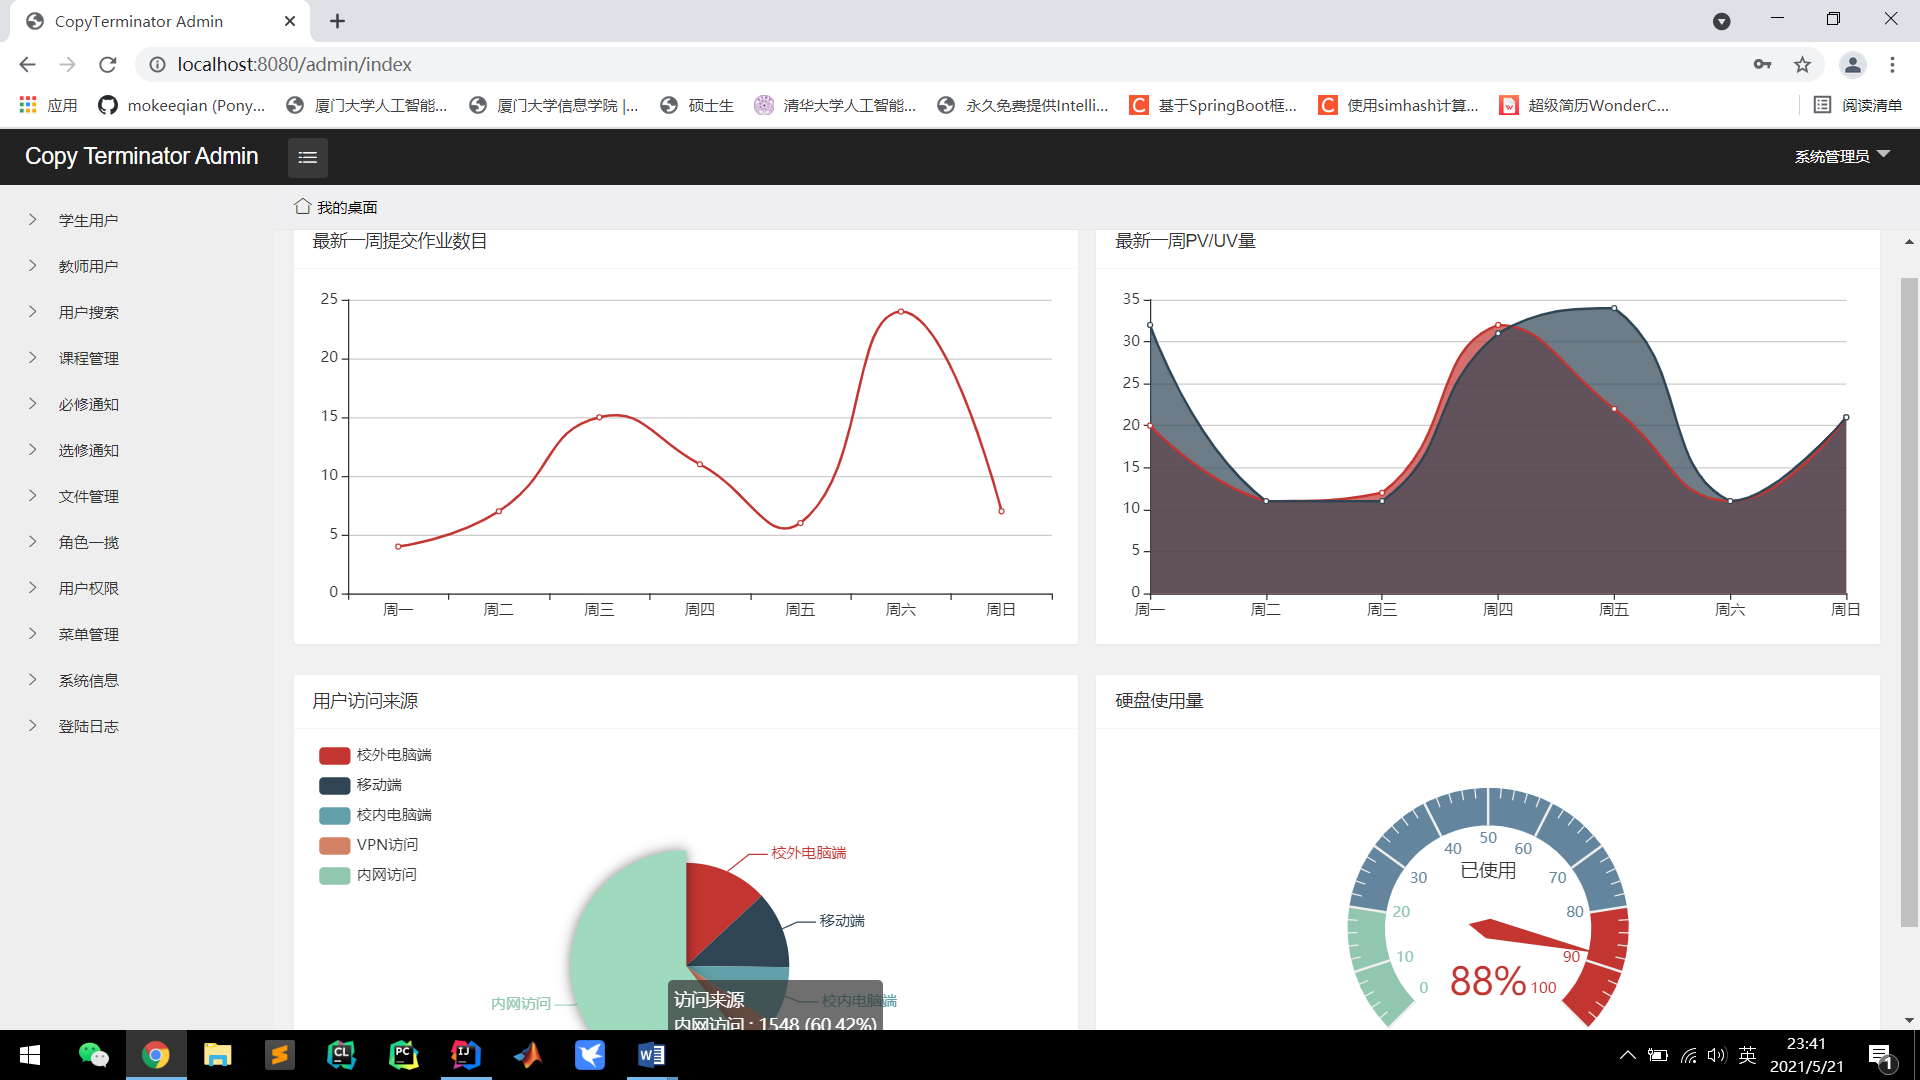 CopyTerminator Admin
localhost:8080/admin/index
应用
mokeeqian (Pony...
厦门大学人工智能...
厦门大学信息学院 |...
硕士生
清华大学人工智能...
永久免费提供Intelli...
基于SpringBoot框...
使用simhash计算...
超级简历WonderC...
阅读清单
Copy Terminator Admin
系统管理员
学生用户
教师用户
用户搜索
课程管理
必修通知
选修通知
文件管理
角色一揽
用户权限
菜单管理
系统信息
登陆日志
我的桌面
最新一周提交作业数目
25
20
15
10
5
0
周一 周二 周三 周四 周五 周六 周日
最新一周PV/UV量
35
30
25
20
15
10
5
0
周一 周二 周三 周四 周五 周六 周日
用户访问来源
校外电脑端
移动端
校内电脑端
VPN访问
内网访问
校外电脑端
移动端
校内电脑端
内网访问
访问来源
内网访问 : 1548 (60.42%)
硬盘使用量
0
10
20
30
40
50
60
70
80
90
100
已使用
88%
CL
PC
IJ
英
23:41
2021/5/21
1